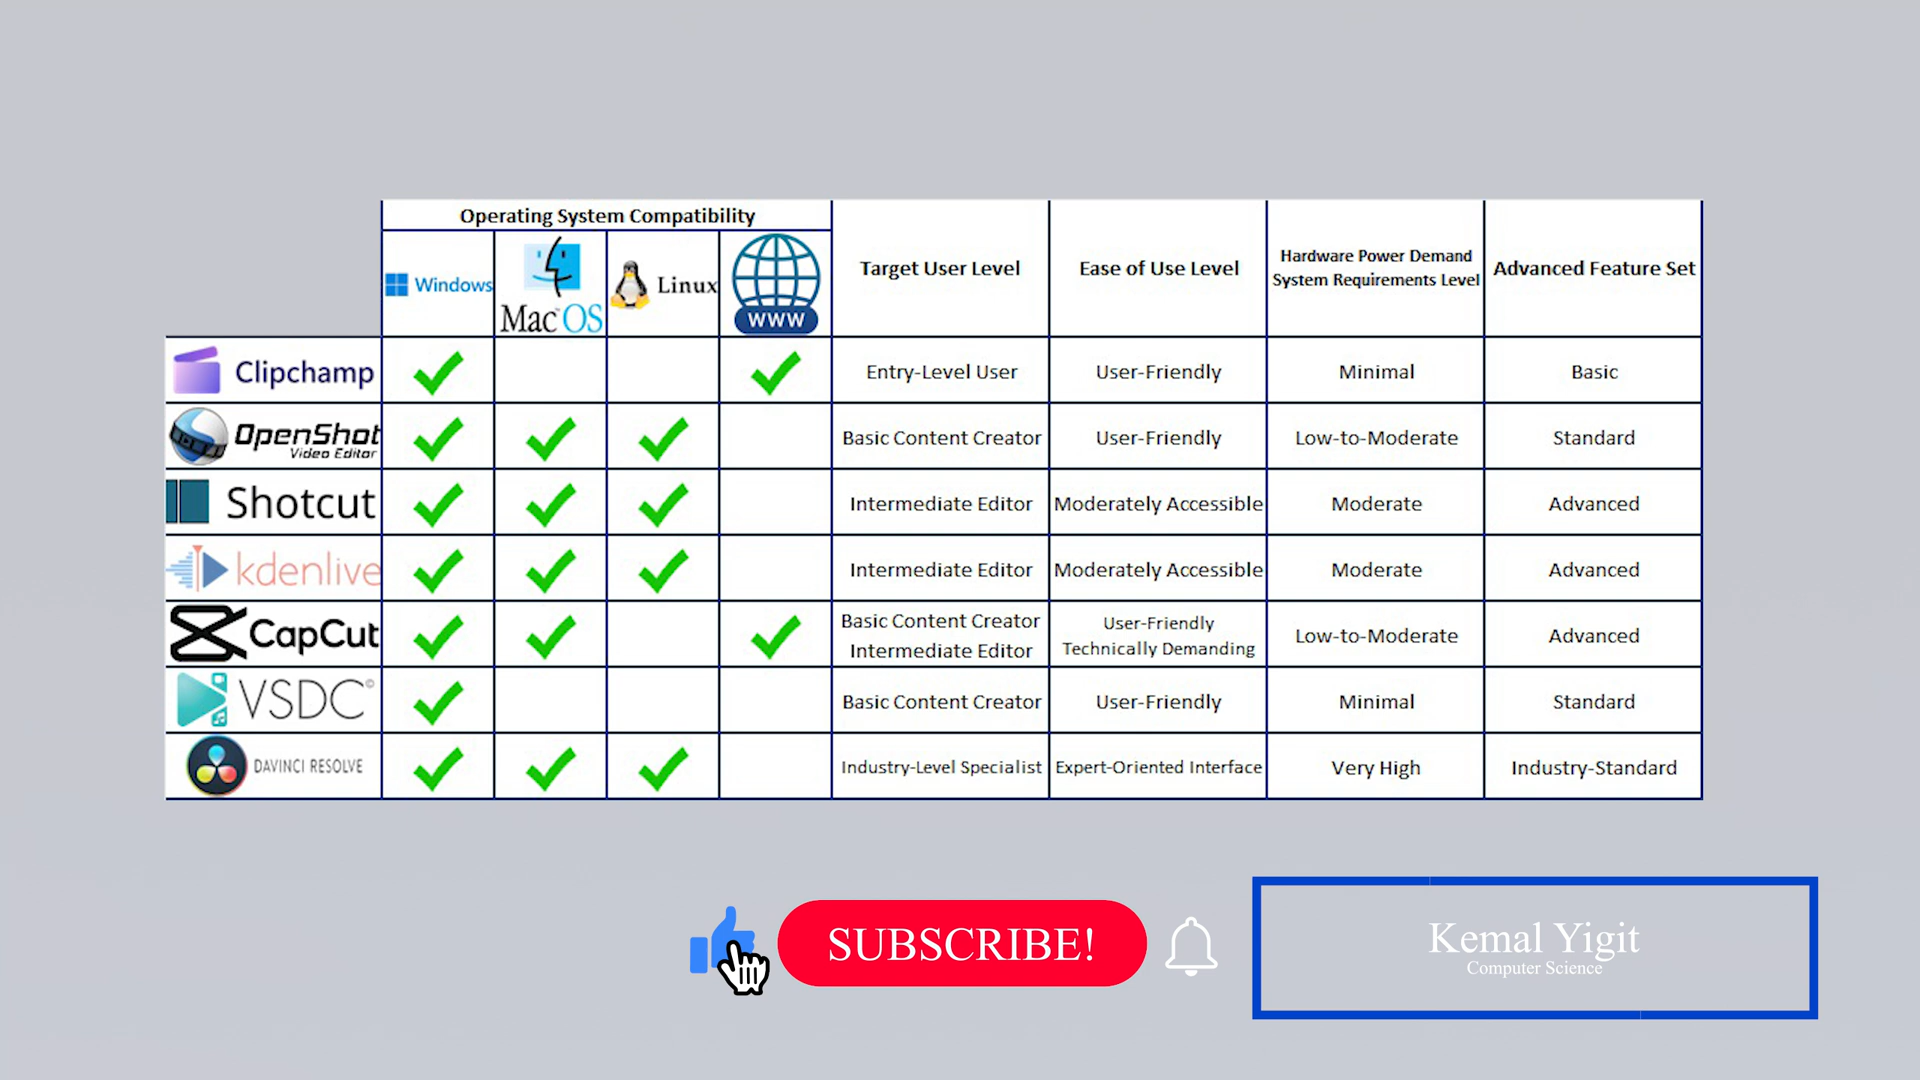 Operating System Compatibility
Windows
Mac OS
Linux
WWW
Target User Level
Ease of Use Level
Hardware Power Demand
System Requirements Level
Advanced Feature Set
Clipchamp
Entry-Level User
User-Friendly
Minimal
Basic
OpenShot
Video Editor
Basic Content Creator
User-Friendly
Low-to-Moderate
Standard
Shotcut
Intermediate Editor
Moderately Accessible
Moderate
Advanced
kdenlive
Intermediate Editor
Moderately Accessible
Moderate
Advanced
CapCut
Basic Content Creator
Intermediate Editor
User-Friendly
Technically Demanding
Low-to-Moderate
Advanced
VSDC©
Basic Content Creator
User-Friendly
Minimal
Standard
DAVINCI RESOLVE
Industry-Level Specialist
Expert-Oriented Interface
Very High
Industry-Standard
SUBSCRIBE!
Kemal Yigit
Computer Science